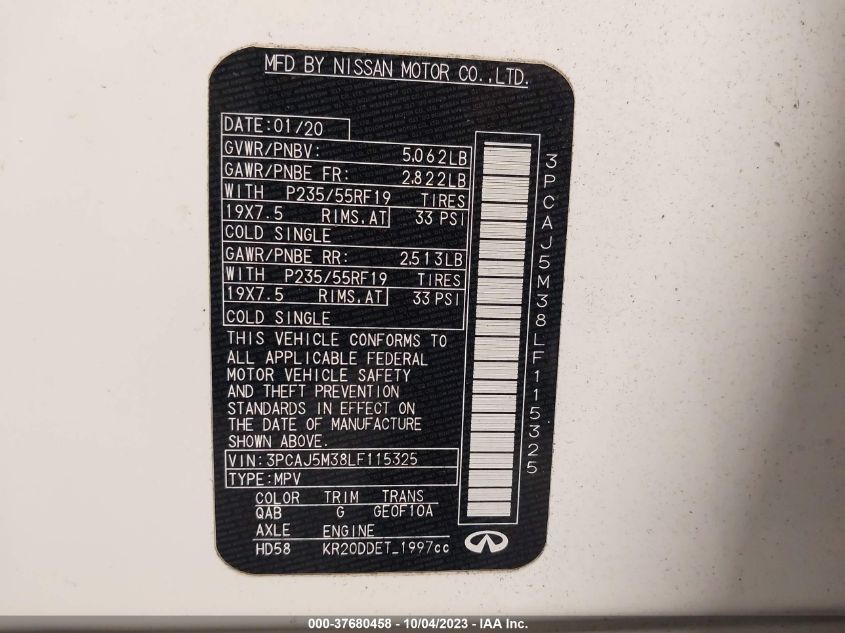 MFD BY NISSAN MOTOR CO.,LTD.
DATE:01/20
GVWR/PNBV: 5.062LB
GAWR/PNBE FR: 2.822LB
WITH P235/55RF19 TIRES
19X7.5 RIMS.AT 33 PSI
COLD SINGLE
GAWR/PNBE RR: 2.513LB
WITH P235/55RF19 TIRES
19X7.5 RIMS.AT 33 PSI
COLD SINGLE
THIS VEHICLE CONFORMS TO
ALL APPLICABLE FEDERAL
MOTOR VEHICLE SAFETY
AND THEFT PREVENTION
STANDARDS IN EFFECT ON
THE DATE OF MANUFACTURE
SHOWN ABOVE.
VIN:3PCAJ5M38LF115325
TYPE:MPV
COLOR TRIM TRANS
QAB G GE0F10A
AXLE ENGINE
HD58 KR20DDET_1997cc
3PCAJ5M38LF115325
000-37680458 - 10/04/2023 - IAA Inc.